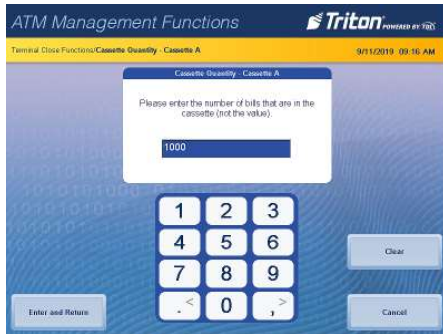 ATM Management Functions
Triton POWERED BY
Terminal Close Functions/Cassette Quantity - Cassette A
9/11/2019 09:16 AM
Cassette Quantity - Cassette A
Please enter the number of bills that are in the
cassette (not the value).
1000
1 2 3
4 5 6
7 8 9
. < 0 , >
Clear
Enter and Return
Cancel